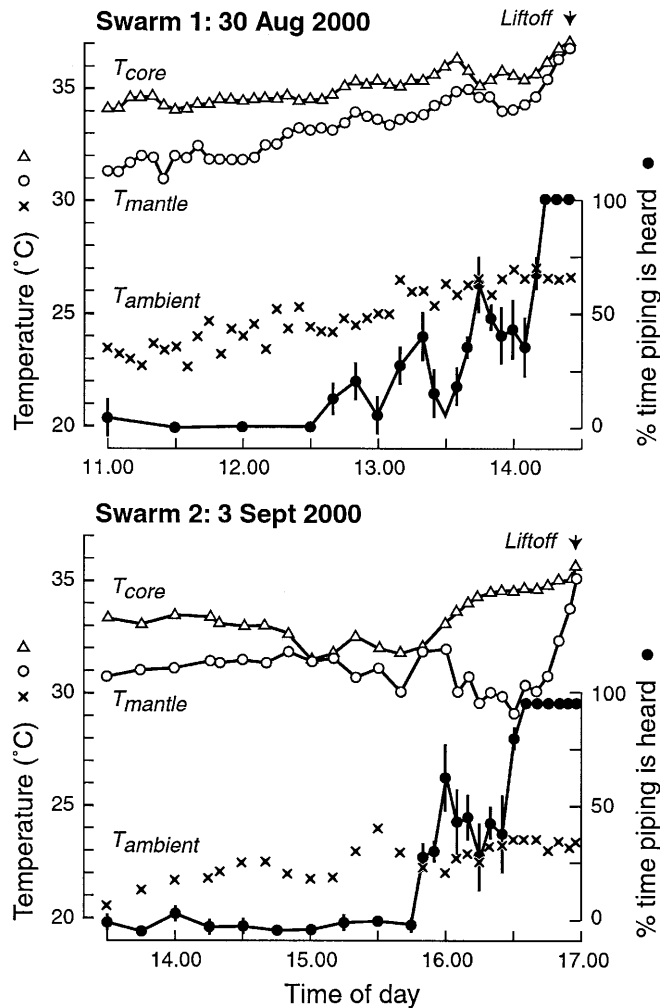 Swarm 1: 30 Aug 2000
Liftoff
Tcore
Tmantle
Tambient
Temperature (°C)
35
30
25
20
% time piping is heard
100
50
0
11.00 12.00 13.00 14.00
Swarm 2: 3 Sept 2000
Liftoff
Tcore
Tmantle
Tambient
Temperature (°C)
35
30
25
20
% time piping is heard
100
50
0
14.00 15.00 16.00 17.00
Time of day